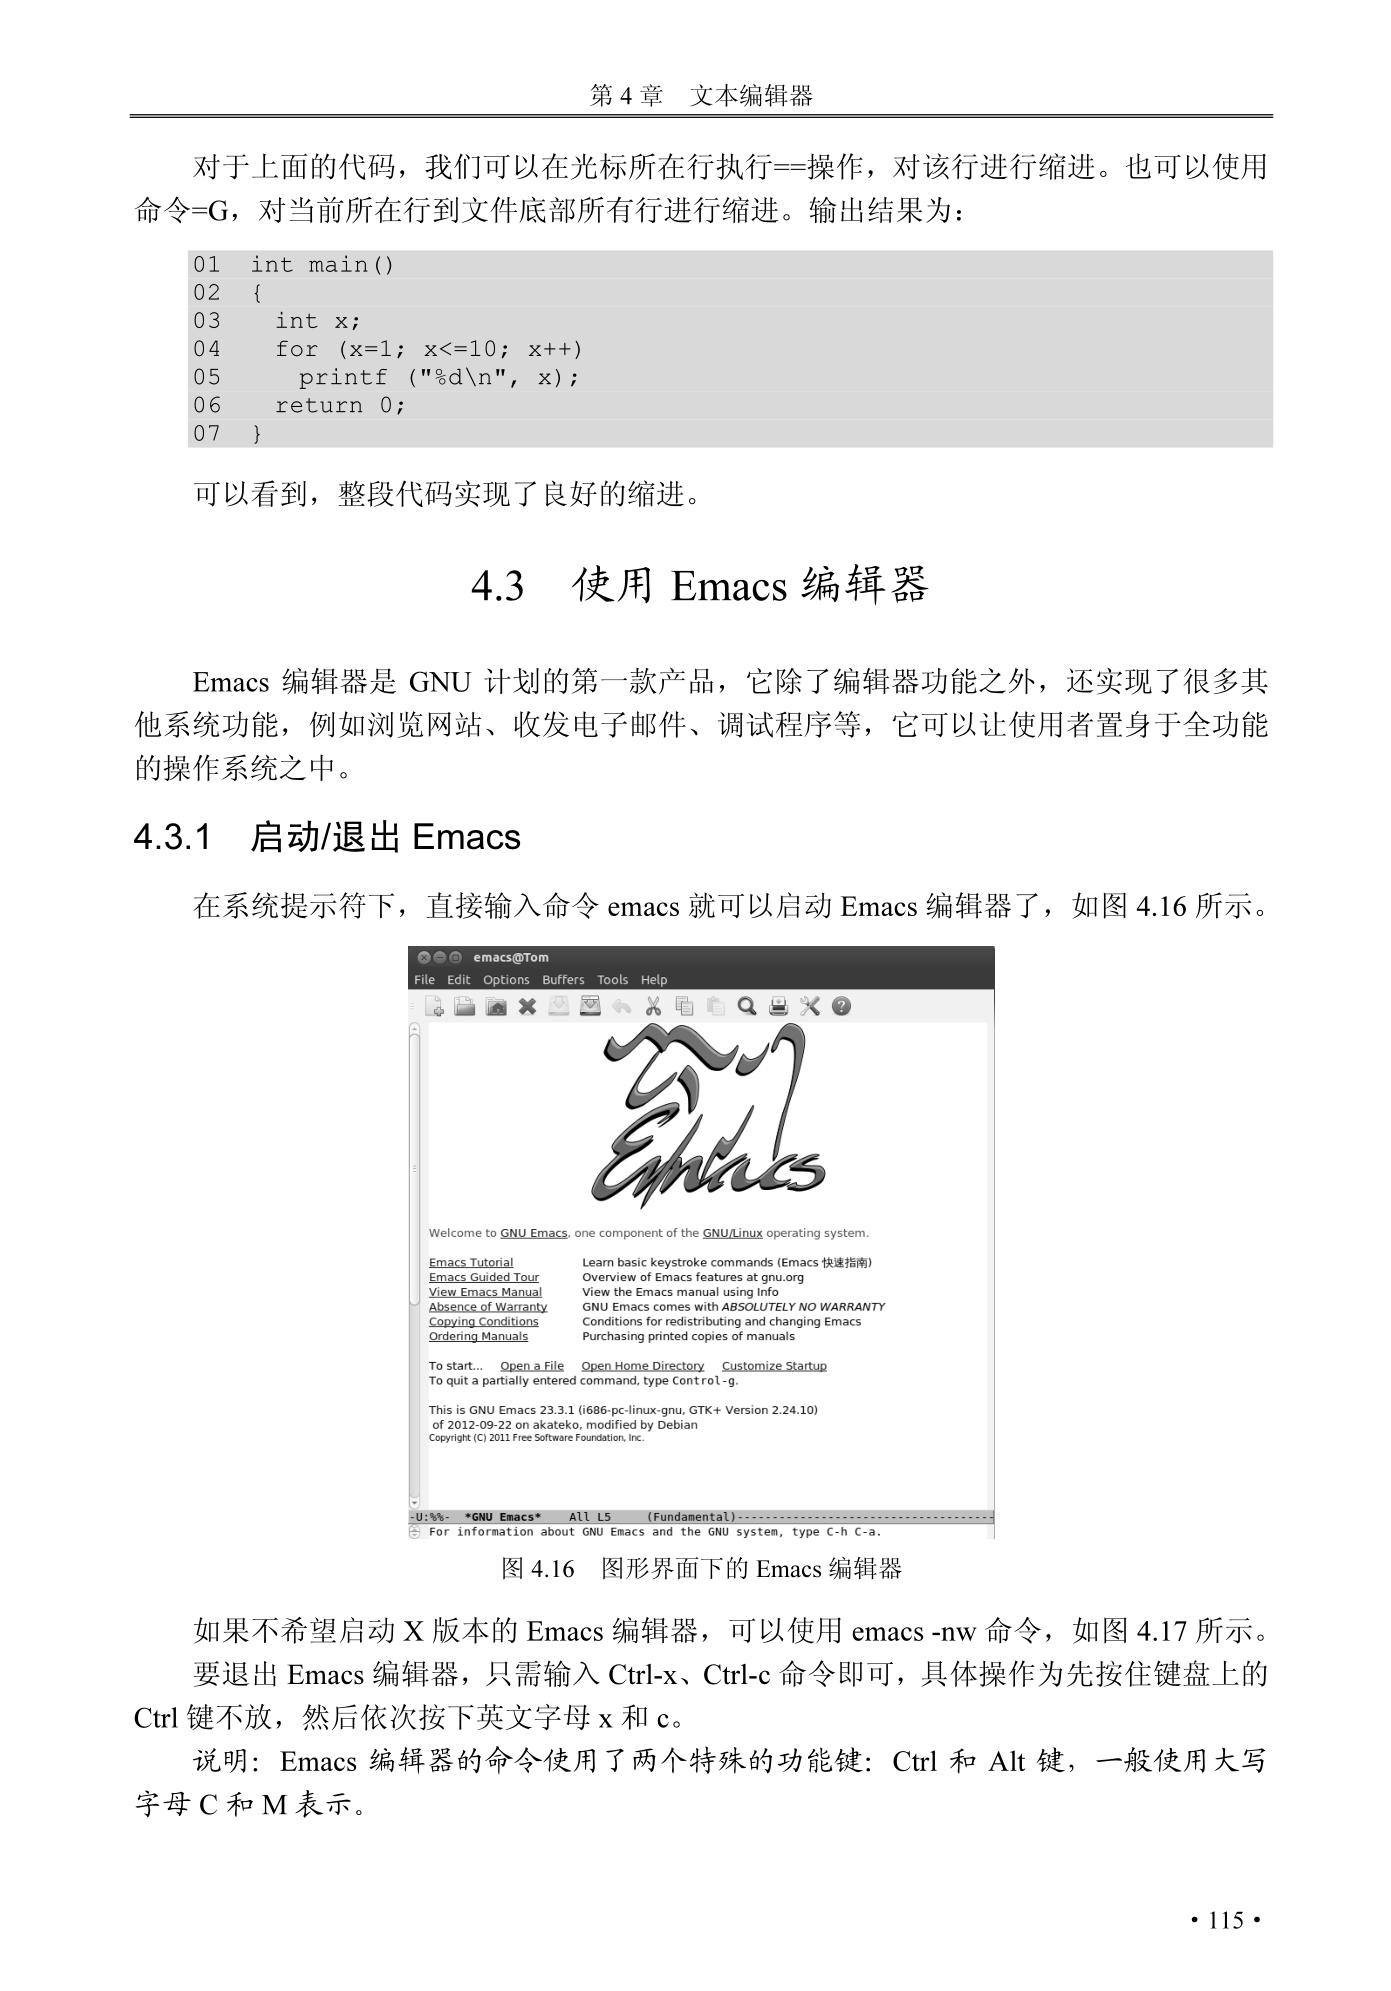 第 4 章　文本编辑器
对于上面的代码，我们可以在光标所在行执行==操作，对该行进行缩进。也可以使用
命令=G，对当前所在行到文件底部所有行进行缩进。输出结果为：
01  int main()
02  {
03    int x;
04    for (x=1; x<=10; x++)
05      printf ("%d\n", x);
06    return 0;
07  }
可以看到，整段代码实现了良好的缩进。
4.3　使用 Emacs 编辑器
Emacs 编辑器是 GNU 计划的第一款产品，它除了编辑器功能之外，还实现了很多其
他系统功能，例如浏览网站、收发电子邮件、调试程序等，它可以让使用者置身于全功能
的操作系统之中。
4.3.1　启动/退出 Emacs
在系统提示符下，直接输入命令 emacs 就可以启动 Emacs 编辑器了，如图 4.16 所示。
emacs@Tom
File Edit Options Buffers Tools Help
Emacs
Welcome to GNU Emacs, one component of the GNU/Linux operating system.
Emacs Tutorial Learn basic keystroke commands (Emacs 快速指南)
Emacs Guided Tour Overview of Emacs features at gnu.org
View Emacs Manual View the Emacs manual using Info
Absence of Warranty GNU Emacs comes with ABSOLUTELY NO WARRANTY
Copying Conditions Conditions for redistributing and changing Emacs
Ordering Manuals Purchasing printed copies of manuals
To start... Open a File Open Home Directory Customize Startup
To quit a partially entered command, type Control-g.
This is GNU Emacs 23.3.1 (i686-pc-linux-gnu, GTK+ Version 2.24.10)
of 2012-09-22 on akateko, modified by Debian
Copyright (C) 2011 Free Software Foundation, Inc.
-U:%%- *GNU Emacs* All L5 (Fundamental)-------------------------------------
For information about GNU Emacs and the GNU system, type C-h C-a.
图 4.16　图形界面下的 Emacs 编辑器
如果不希望启动 X 版本的 Emacs 编辑器，可以使用 emacs -nw 命令，如图 4.17 所示。
要退出 Emacs 编辑器，只需输入 Ctrl-x、Ctrl-c 命令即可，具体操作为先按住键盘上的
Ctrl 键不放，然后依次按下英文字母 x 和 c。
说明：Emacs 编辑器的命令使用了两个特殊的功能键：Ctrl 和 Alt 键，一般使用大写
字母 C 和 M 表示。
• 115 •